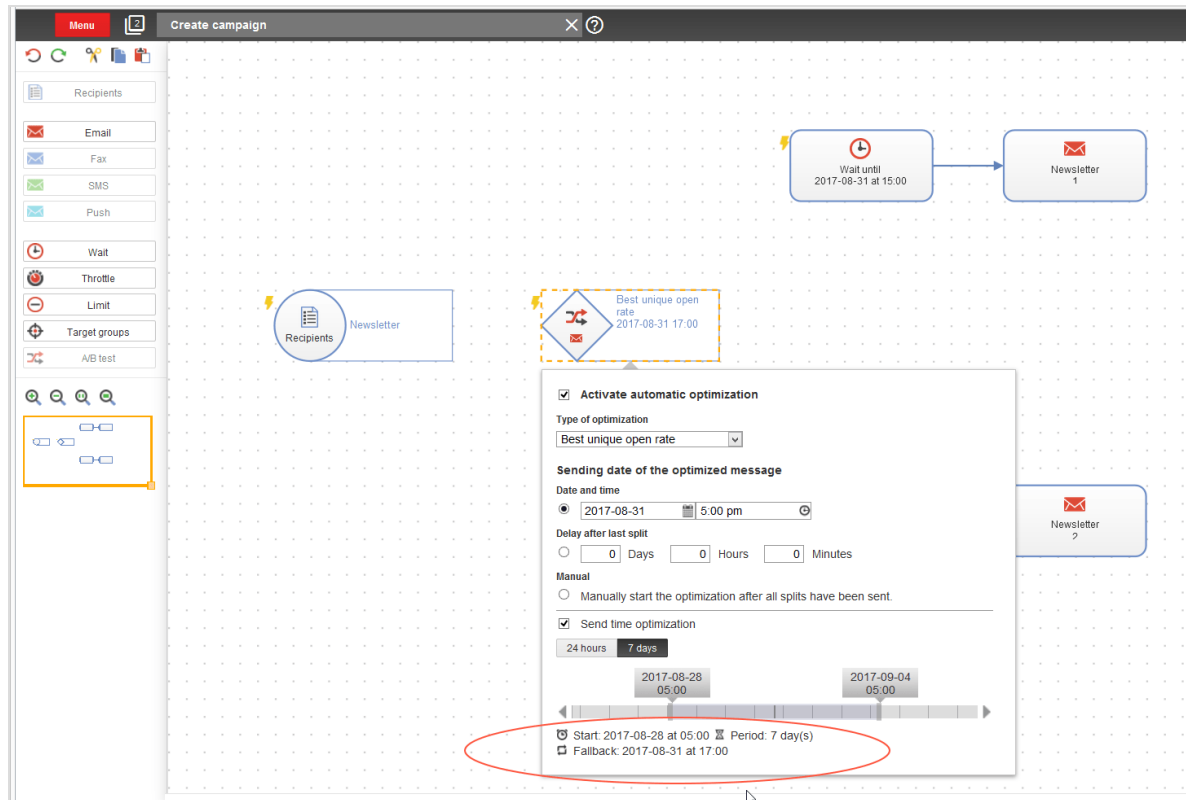 Menu
2
Create campaign
Recipients
Email
Fax
SMS
Push
Wait
Throttle
Limit
Target groups
A/B test
Wait until
2017-08-31 at 15:00
Newsletter
1
Recipients
Newsletter
Best unique open
rate
2017-08-31 17:00
Activate automatic optimization
Type of optimization
Best unique open rate
Sending date of the optimized message
Date and time
2017-08-31 5:00 pm
Delay after last split
0 Days 0 Hours 0 Minutes
Manual
Manually start the optimization after all splits have been sent.
Send time optimization
24 hours 7 days
2017-08-28
05:00
2017-09-04
05:00
Start: 2017-08-28 at 05:00 Period: 7 day(s)
Fallback: 2017-08-31 at 17:00
Newsletter
2